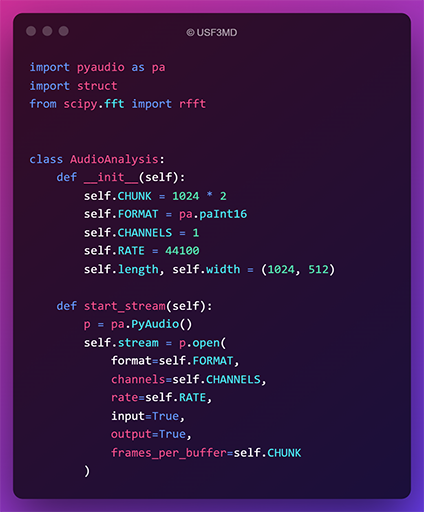 © USF3MD
import pyaudio as pa
import struct
from scipy.fft import rfft
class AudioAnalysis:
def __init__(self):
self.CHUNK = 1024 * 2
self.FORMAT = pa.paInt16
self.CHANNELS = 1
self.RATE = 44100
self.length, self.width = (1024, 512)
def start_stream(self):
p = pa.PyAudio()
self.stream = p.open(
format=self.FORMAT,
channels=self.CHANNELS,
rate=self.RATE,
input=True,
output=True,
frames_per_buffer=self.CHUNK
)